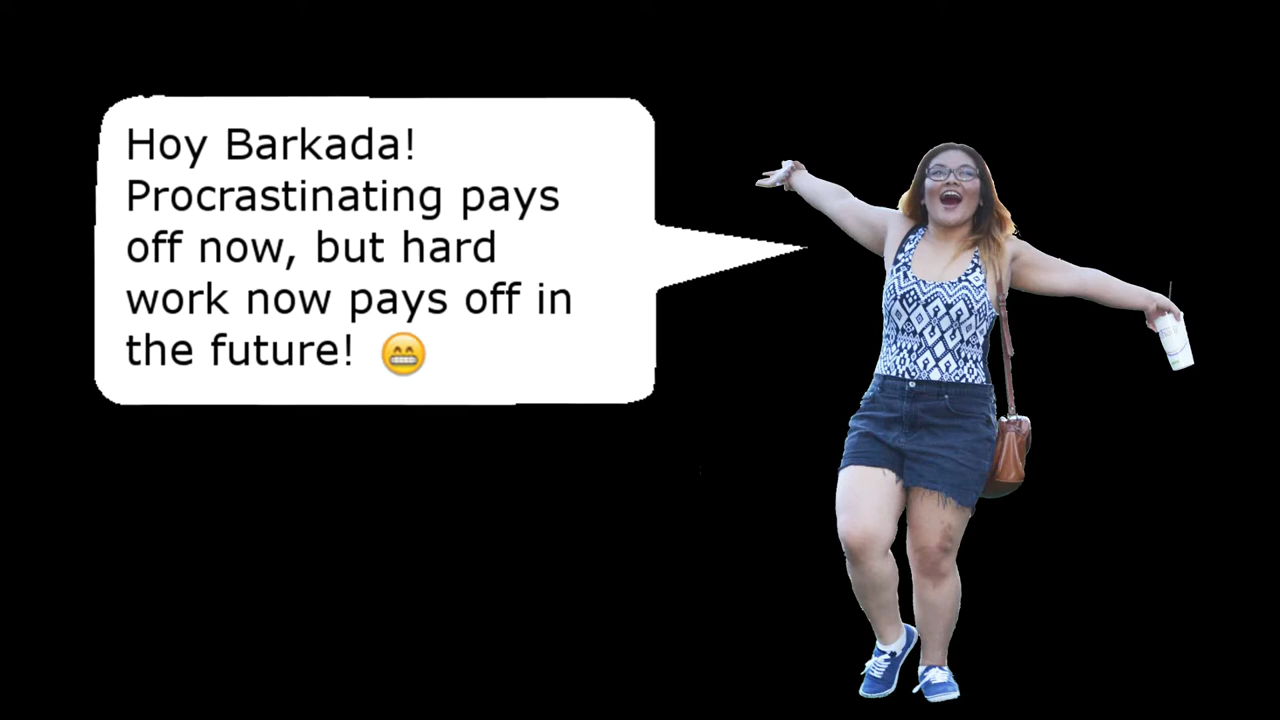 Hoy Barkada!
Procrastinating pays
off now, but hard
work now pays off in
the future! 😁